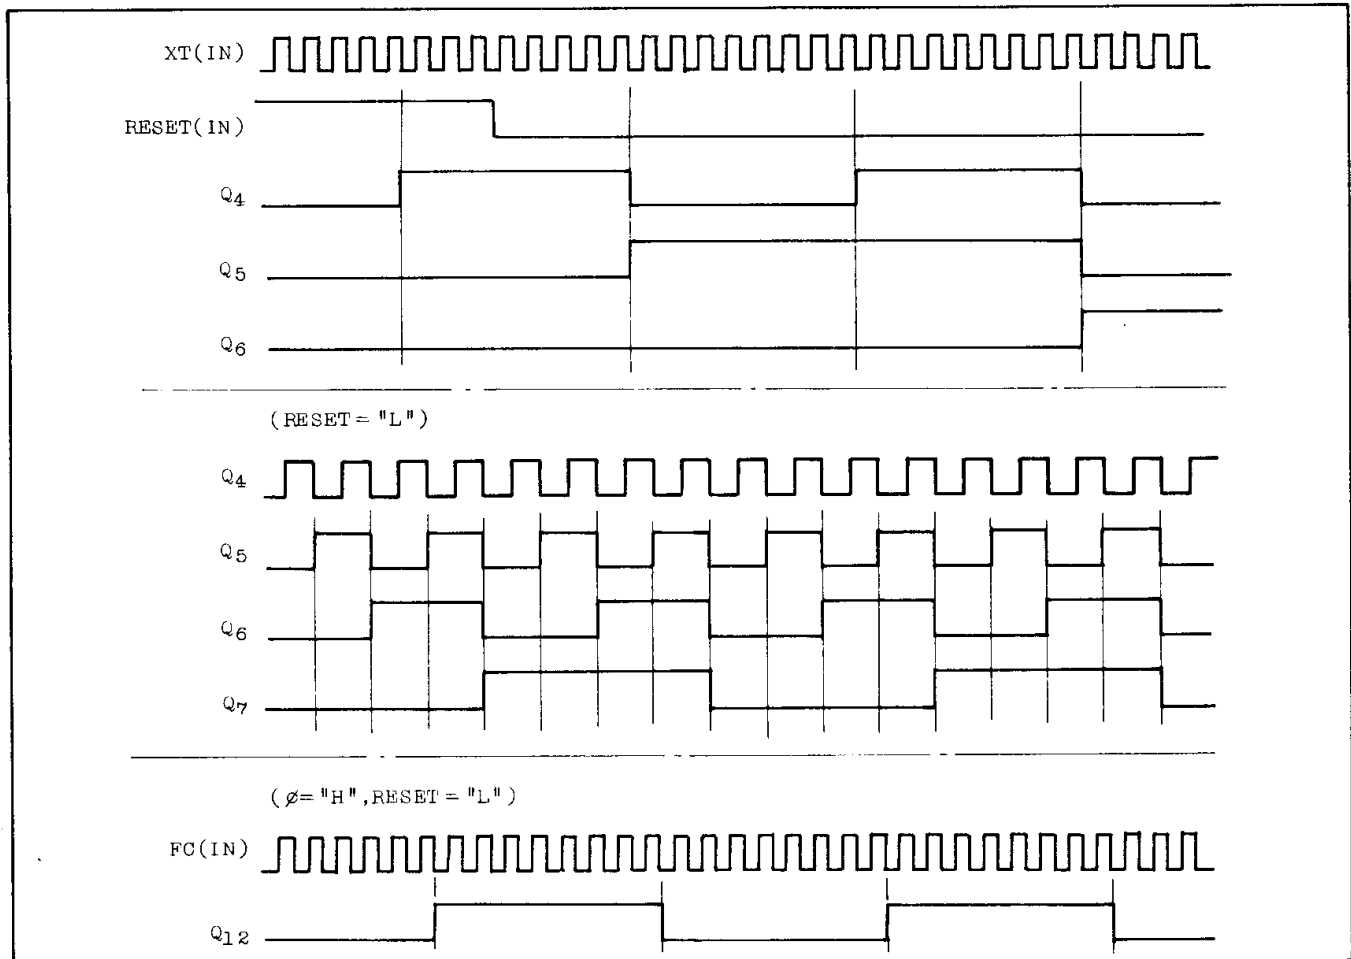 XT(IN)
RESET(IN)
Q4
Q5
Q6
(RESET= "L")
Q4
Q5
Q6
Q7
(ø="H",RESET="L")
FC(IN)
Q12